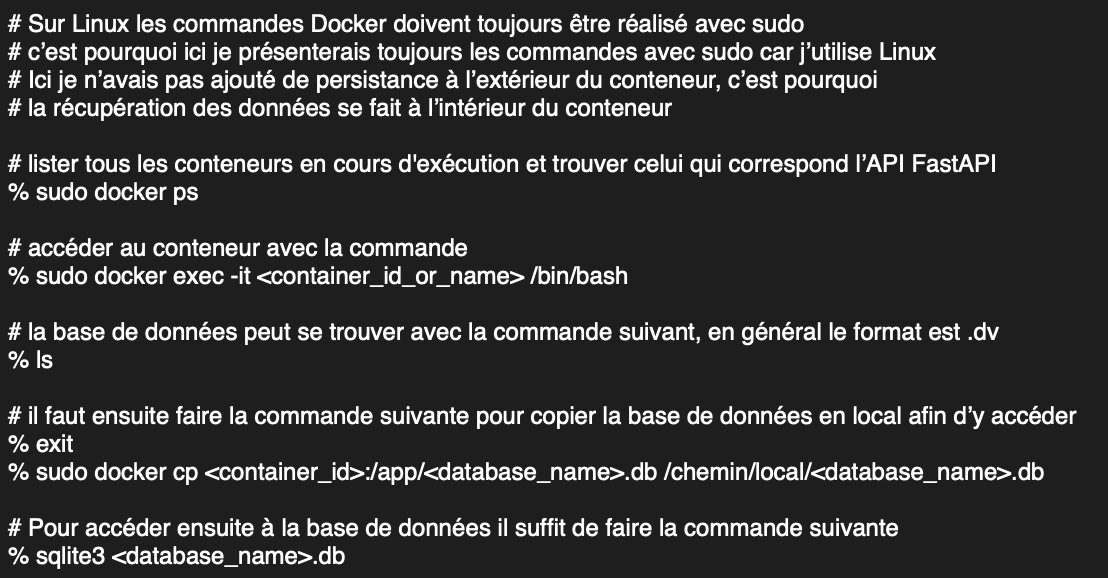 # Sur Linux les commandes Docker doivent toujours être réalisé avec sudo
# c’est pourquoi ici je présenterais toujours les commandes avec sudo car j’utilise Linux
# Ici je n’avais pas ajouté de persistance à l’extérieur du conteneur, c’est pourquoi
# la récupération des données se fait à l’intérieur du conteneur
# lister tous les conteneurs en cours d'exécution et trouver celui qui correspond l’API FastAPI
% sudo docker ps
# accéder au conteneur avec la commande
% sudo docker exec -it <container_id_or_name> /bin/bash
# la base de données peut se trouver avec la commande suivant, en général le format est .dv
% ls
# il faut ensuite faire la commande suivante pour copier la base de données en local afin d’y accéder
% exit
% sudo docker cp <container_id>:/app/<database_name>.db /chemin/local/<database_name>.db
# Pour accéder ensuite à la base de données il suffit de faire la commande suivante
% sqlite3 <database_name>.db